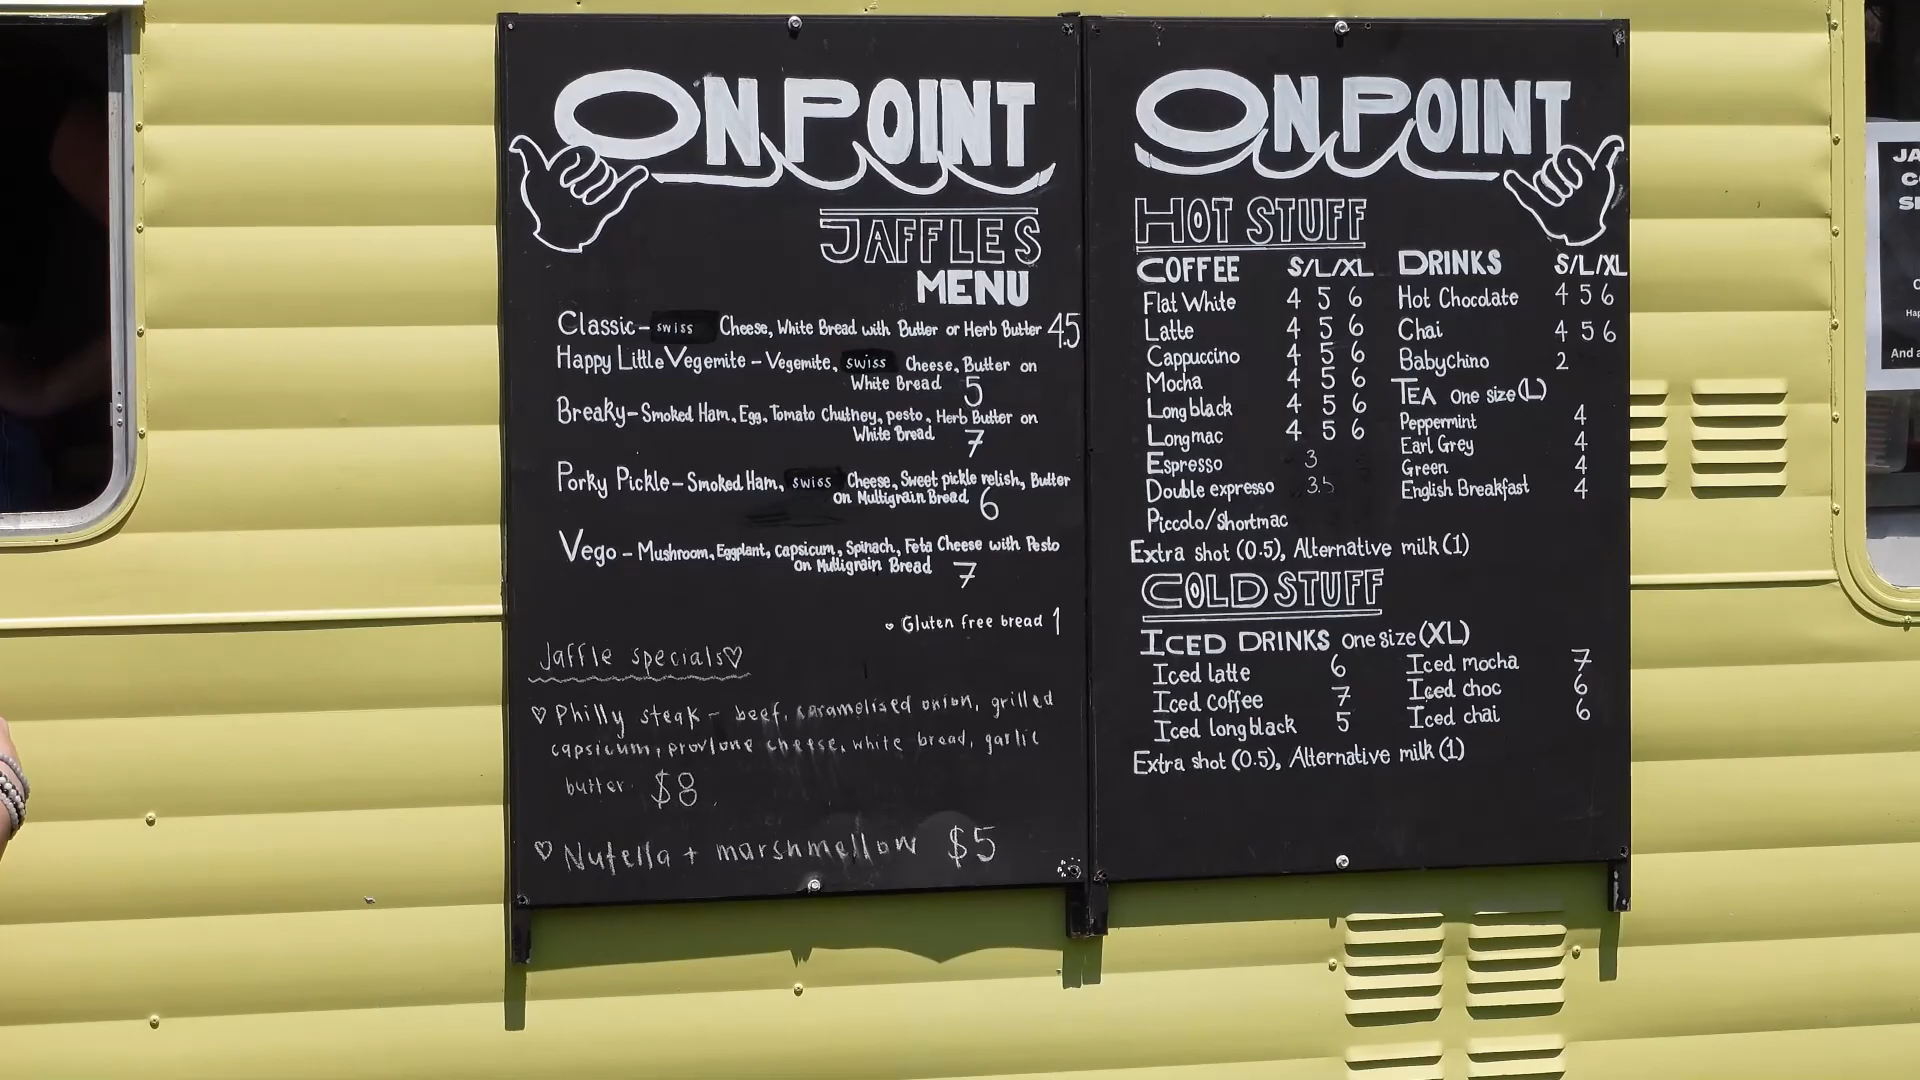 ONPOINT
JAFFLES
MENU
Classic - swiss Cheese, White Bread with Butter or Herb Butter 4.5
Happy Little Vegemite - Vegemite, swiss Cheese, Butter on
White Bread 5
Breaky - Smoked Ham, Egg, Tomato Chutney, pesto, Herb Butter on
White Bread 7
Porky Pickle - Smoked Ham, swiss Cheese, Sweet pickle relish, Butter
on Multigrain Bread 6
Vego - Mushroom, Eggplant, capsicum, Spinach, Feta Cheese with Pesto
on Multigrain Bread 7
Gluten free bread 1
Jaffle specials♡
♡ Philly steak - beef, caramelised onion, grilled
capsicum, provlone cheese, white bread, garlic
butter. $8
♡ Nutella + marshmellow $5
ONPOINT
HOT STUFF
COFFEE S/L/XL
Flat White 4 5 6
Latte 4 5 6
Cappuccino 4 5 6
Mocha 4 5 6
Longblack 4 5 6
Longmac 4 5 6
Espresso 3
Double expresso 3.5
Piccolo/Shortmac
DRINKS S/L/XL
Hot Chocolate 4 5 6
Chai 4 5 6
BabyChino 2
TEA One size (L)
Peppermint 4
Earl Grey 4
Green 4
English Breakfast 4
Extra shot (0.5), Alternative milk (1)
COLD STUFF
ICED DRINKS one size (XL)
Iced latte 6
Iced coffee 7
Iced longblack 5
Iced mocha 7
Iced choc 6
Iced chai 6
Extra shot (0.5), Alternative milk (1)
JA
And a